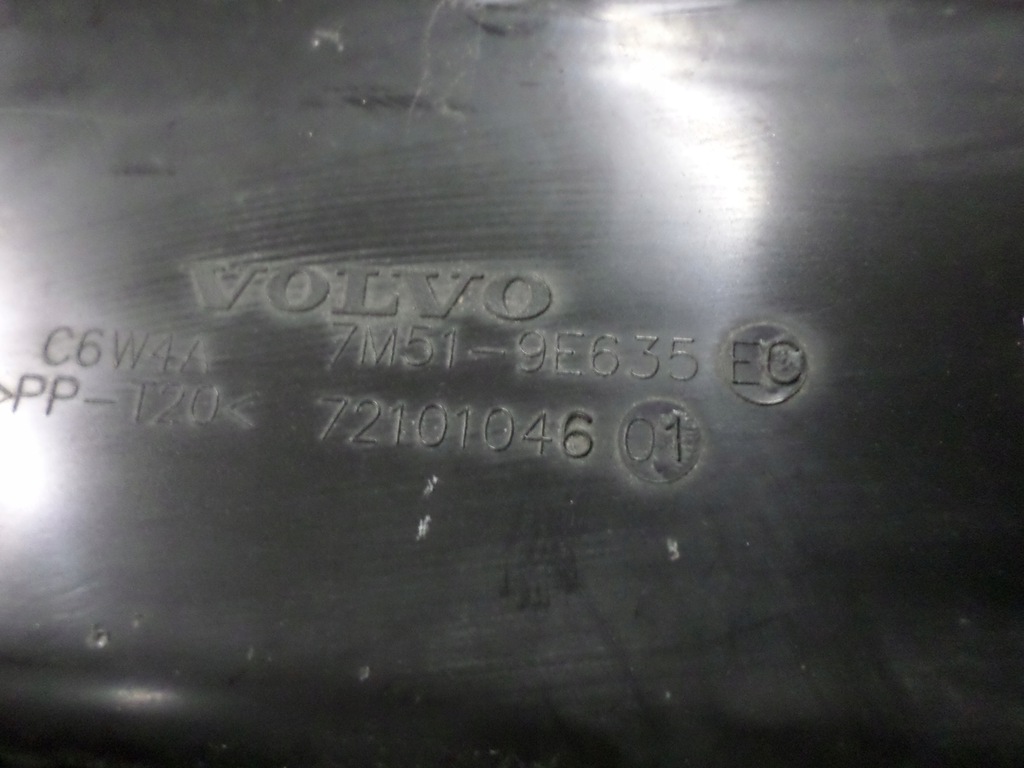 VOLVO
C6W4A 7M51-9E635 EC
>PP-T20< 72101046 01